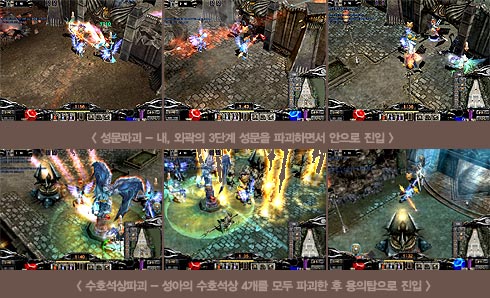 < 성문파괴 – 내, 외곽의 3단계 성문을 파괴하면서 안으로 진입 >
< 수호석상파괴 – 성아의 수호석상 4개를 모두 파괴한 후 용의탑으로 진입 >